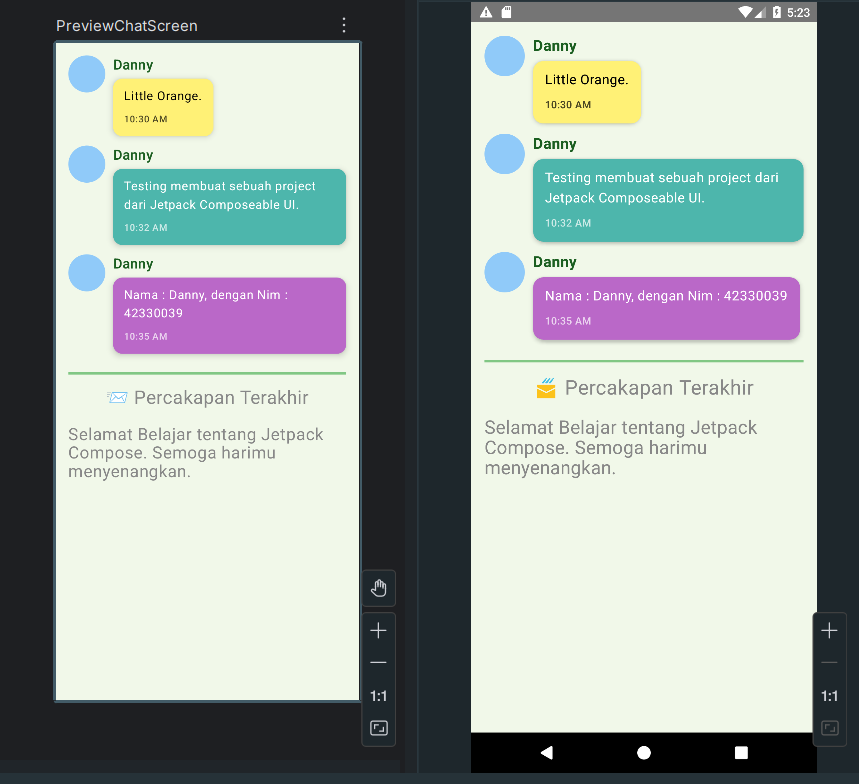 PreviewChatScreen
Danny
Little Orange.
10:30 AM
Danny
Testing membuat sebuah project
dari Jetpack Composeable UI.
10:32 AM
Danny
Nama : Danny, dengan Nim :
42330039
10:35 AM
📨 Percakapan Terakhir
Selamat Belajar tentang Jetpack
Compose. Semoga harimu
menyenangkan.
1:1
5:23
Danny
Little Orange.
10:30 AM
Danny
Testing membuat sebuah project dari
Jetpack Composeable UI.
10:32 AM
Danny
Nama : Danny, dengan Nim : 42330039
10:35 AM
📨 Percakapan Terakhir
Selamat Belajar tentang Jetpack
Compose. Semoga harimu
menyenangkan.
1:1